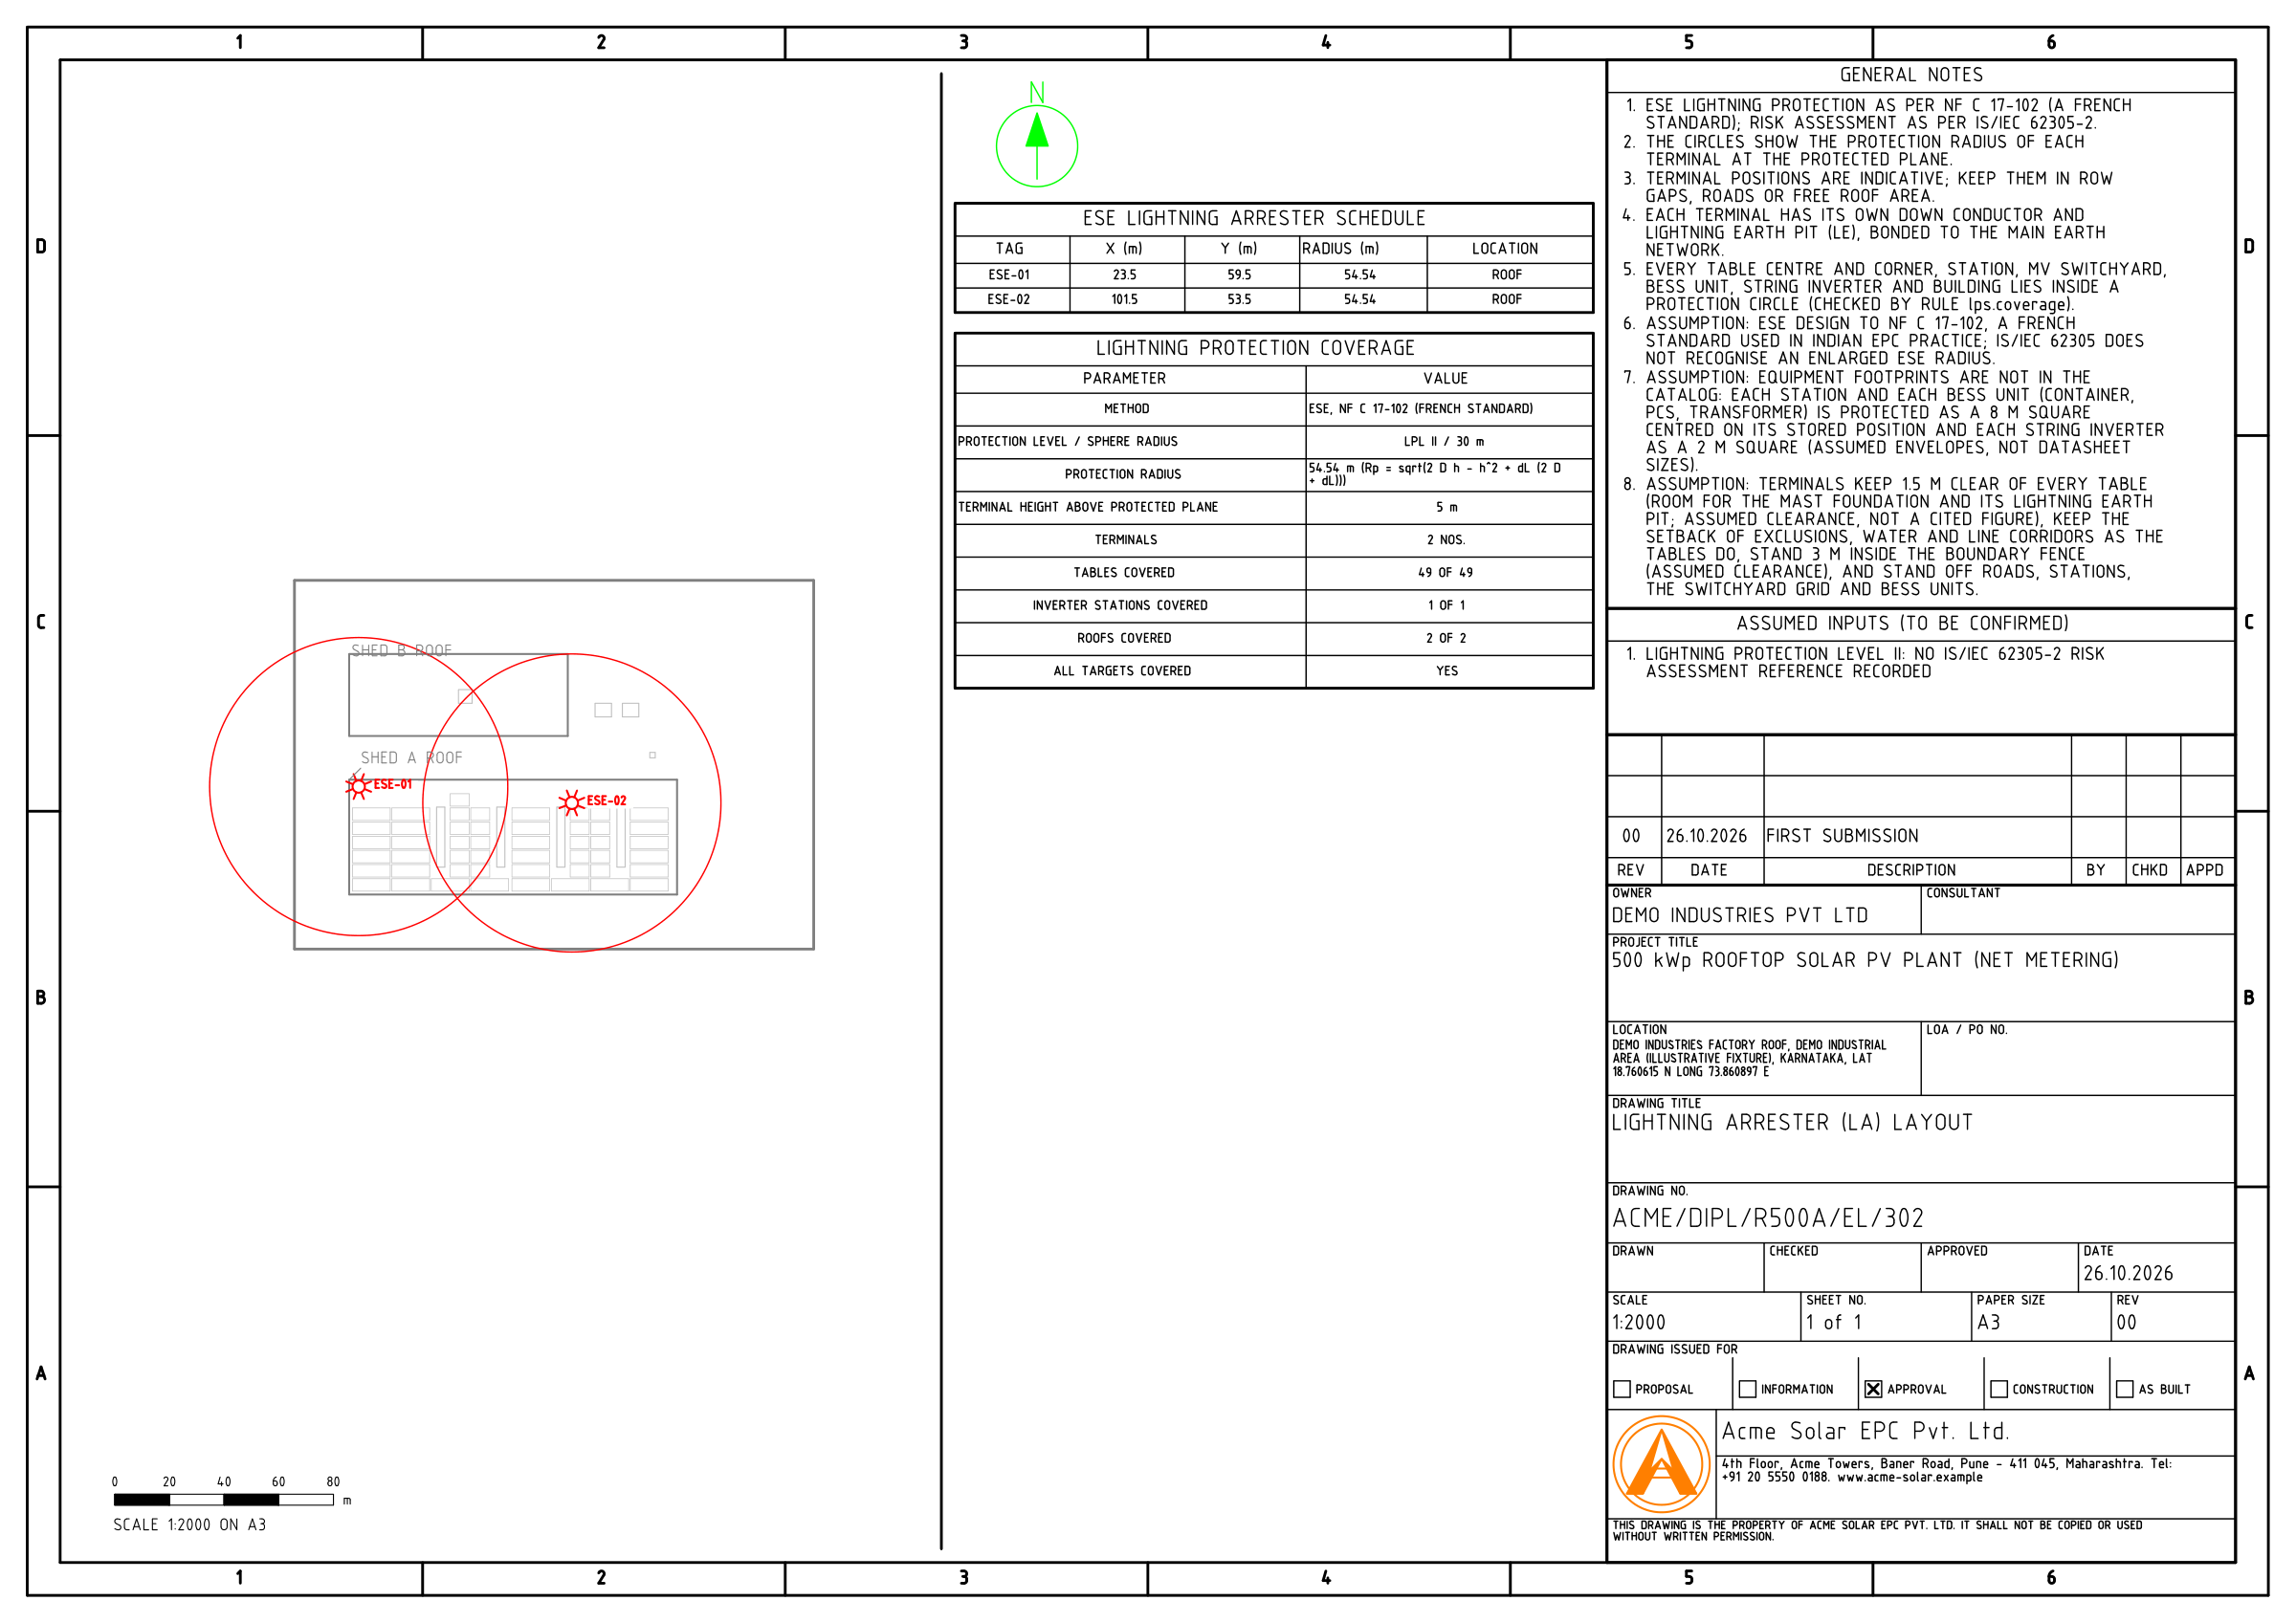 1 2 3 4 5 6
D
C
B
A
D
C
B
A
1 2 3 4 5 6
SHED B ROOF
SHED A ROOF
ESE-01
ESE-02
0 20 40 60 80
m
SCALE 1:2000 ON A3
N
ESE LIGHTNING ARRESTER SCHEDULE
TAG X (m) Y (m) RADIUS (m) LOCATION
ESE-01 23.5 59.5 54.54 ROOF
ESE-02 101.5 53.5 54.54 ROOF
LIGHTNING PROTECTION COVERAGE
PARAMETER VALUE
METHOD ESE, NF C 17-102 (FRENCH STANDARD)
PROTECTION LEVEL / SPHERE RADIUS LPL II / 30 m
PROTECTION RADIUS 54.54 m (Rp = sqrt(2 D h - h^2 + dL (2 D
+ dL)))
TERMINAL HEIGHT ABOVE PROTECTED PLANE 5 m
TERMINALS 2 NOS.
TABLES COVERED 49 OF 49
INVERTER STATIONS COVERED 1 OF 1
ROOFS COVERED 2 OF 2
ALL TARGETS COVERED YES
GENERAL NOTES
1. ESE LIGHTNING PROTECTION AS PER NF C 17-102 (A FRENCH
STANDARD); RISK ASSESSMENT AS PER IS/IEC 62305-2.
2. THE CIRCLES SHOW THE PROTECTION RADIUS OF EACH
TERMINAL AT THE PROTECTED PLANE.
3. TERMINAL POSITIONS ARE INDICATIVE; KEEP THEM IN ROW
GAPS, ROADS OR FREE ROOF AREA.
4. EACH TERMINAL HAS ITS OWN DOWN CONDUCTOR AND
LIGHTNING EARTH PIT (LE), BONDED TO THE MAIN EARTH
NETWORK.
5. EVERY TABLE CENTRE AND CORNER, STATION, MV SWITCHYARD,
BESS UNIT, STRING INVERTER AND BUILDING LIES INSIDE A
PROTECTION CIRCLE (CHECKED BY RULE lps.coverage).
6. ASSUMPTION: ESE DESIGN TO NF C 17-102, A FRENCH
STANDARD USED IN INDIAN EPC PRACTICE; IS/IEC 62305 DOES
NOT RECOGNISE AN ENLARGED ESE RADIUS.
7. ASSUMPTION: EQUIPMENT FOOTPRINTS ARE NOT IN THE
CATALOG: EACH STATION AND EACH BESS UNIT (CONTAINER,
PCS, TRANSFORMER) IS PROTECTED AS A 8 M SQUARE
CENTRED ON ITS STORED POSITION AND EACH STRING INVERTER
AS A 2 M SQUARE (ASSUMED ENVELOPES, NOT DATASHEET
SIZES).
8. ASSUMPTION: TERMINALS KEEP 1.5 M CLEAR OF EVERY TABLE
(ROOM FOR THE MAST FOUNDATION AND ITS LIGHTNING EARTH
PIT; ASSUMED CLEARANCE, NOT A CITED FIGURE), KEEP THE
SETBACK OF EXCLUSIONS, WATER AND LINE CORRIDORS AS THE
TABLES DO, STAND 3 M INSIDE THE BOUNDARY FENCE
(ASSUMED CLEARANCE), AND STAND OFF ROADS, STATIONS,
THE SWITCHYARD GRID AND BESS UNITS.
ASSUMED INPUTS (TO BE CONFIRMED)
1. LIGHTNING PROTECTION LEVEL II: NO IS/IEC 62305-2 RISK
ASSESSMENT REFERENCE RECORDED
00 26.10.2026 FIRST SUBMISSION
REV DATE DESCRIPTION BY CHKD APPD
OWNER CONSULTANT
DEMO INDUSTRIES PVT LTD
PROJECT TITLE
500 kWp ROOFTOP SOLAR PV PLANT (NET METERING)
LOCATION LOA / PO NO.
DEMO INDUSTRIES FACTORY ROOF, DEMO INDUSTRIAL
AREA (ILLUSTRATIVE FIXTURE), KARNATAKA, LAT
18.760615 N LONG 73.860897 E
DRAWING TITLE
LIGHTNING ARRESTER (LA) LAYOUT
DRAWING NO.
ACME/DIPL/R500A/EL/302
DRAWN CHECKED APPROVED DATE
26.10.2026
SCALE SHEET NO. PAPER SIZE REV
1:2000 1 of 1 A3 00
DRAWING ISSUED FOR
PROPOSAL INFORMATION APPROVAL CONSTRUCTION AS BUILT
Acme Solar EPC Pvt. Ltd.
4th Floor, Acme Towers, Baner Road, Pune - 411 045, Maharashtra. Tel:
+91 20 5550 0188. www.acme-solar.example
THIS DRAWING IS THE PROPERTY OF ACME SOLAR EPC PVT. LTD. IT SHALL NOT BE COPIED OR USED
WITHOUT WRITTEN PERMISSION.